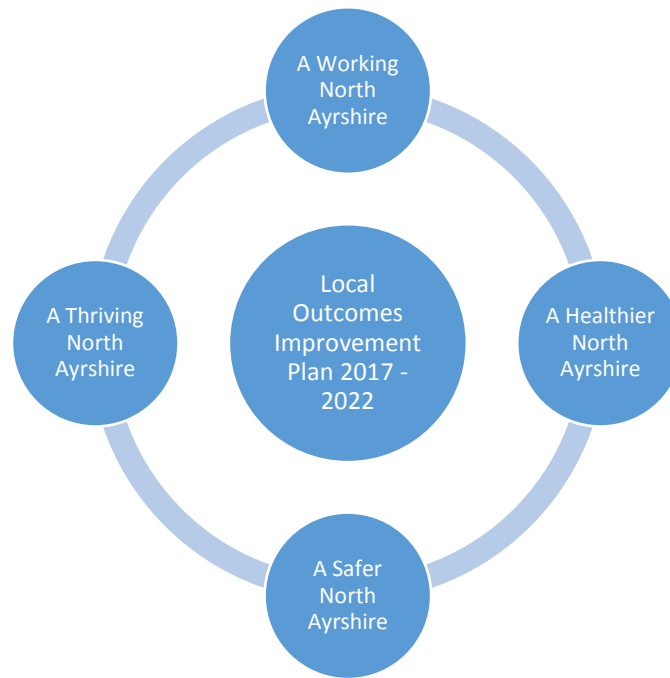 A Working
North
Ayrshire
A Thriving
North
Ayrshire
Local
Outcomes
Improvement
Plan 2017 -
2022
A Healthier
North
Ayrshire
A Safer
North
Ayrshire